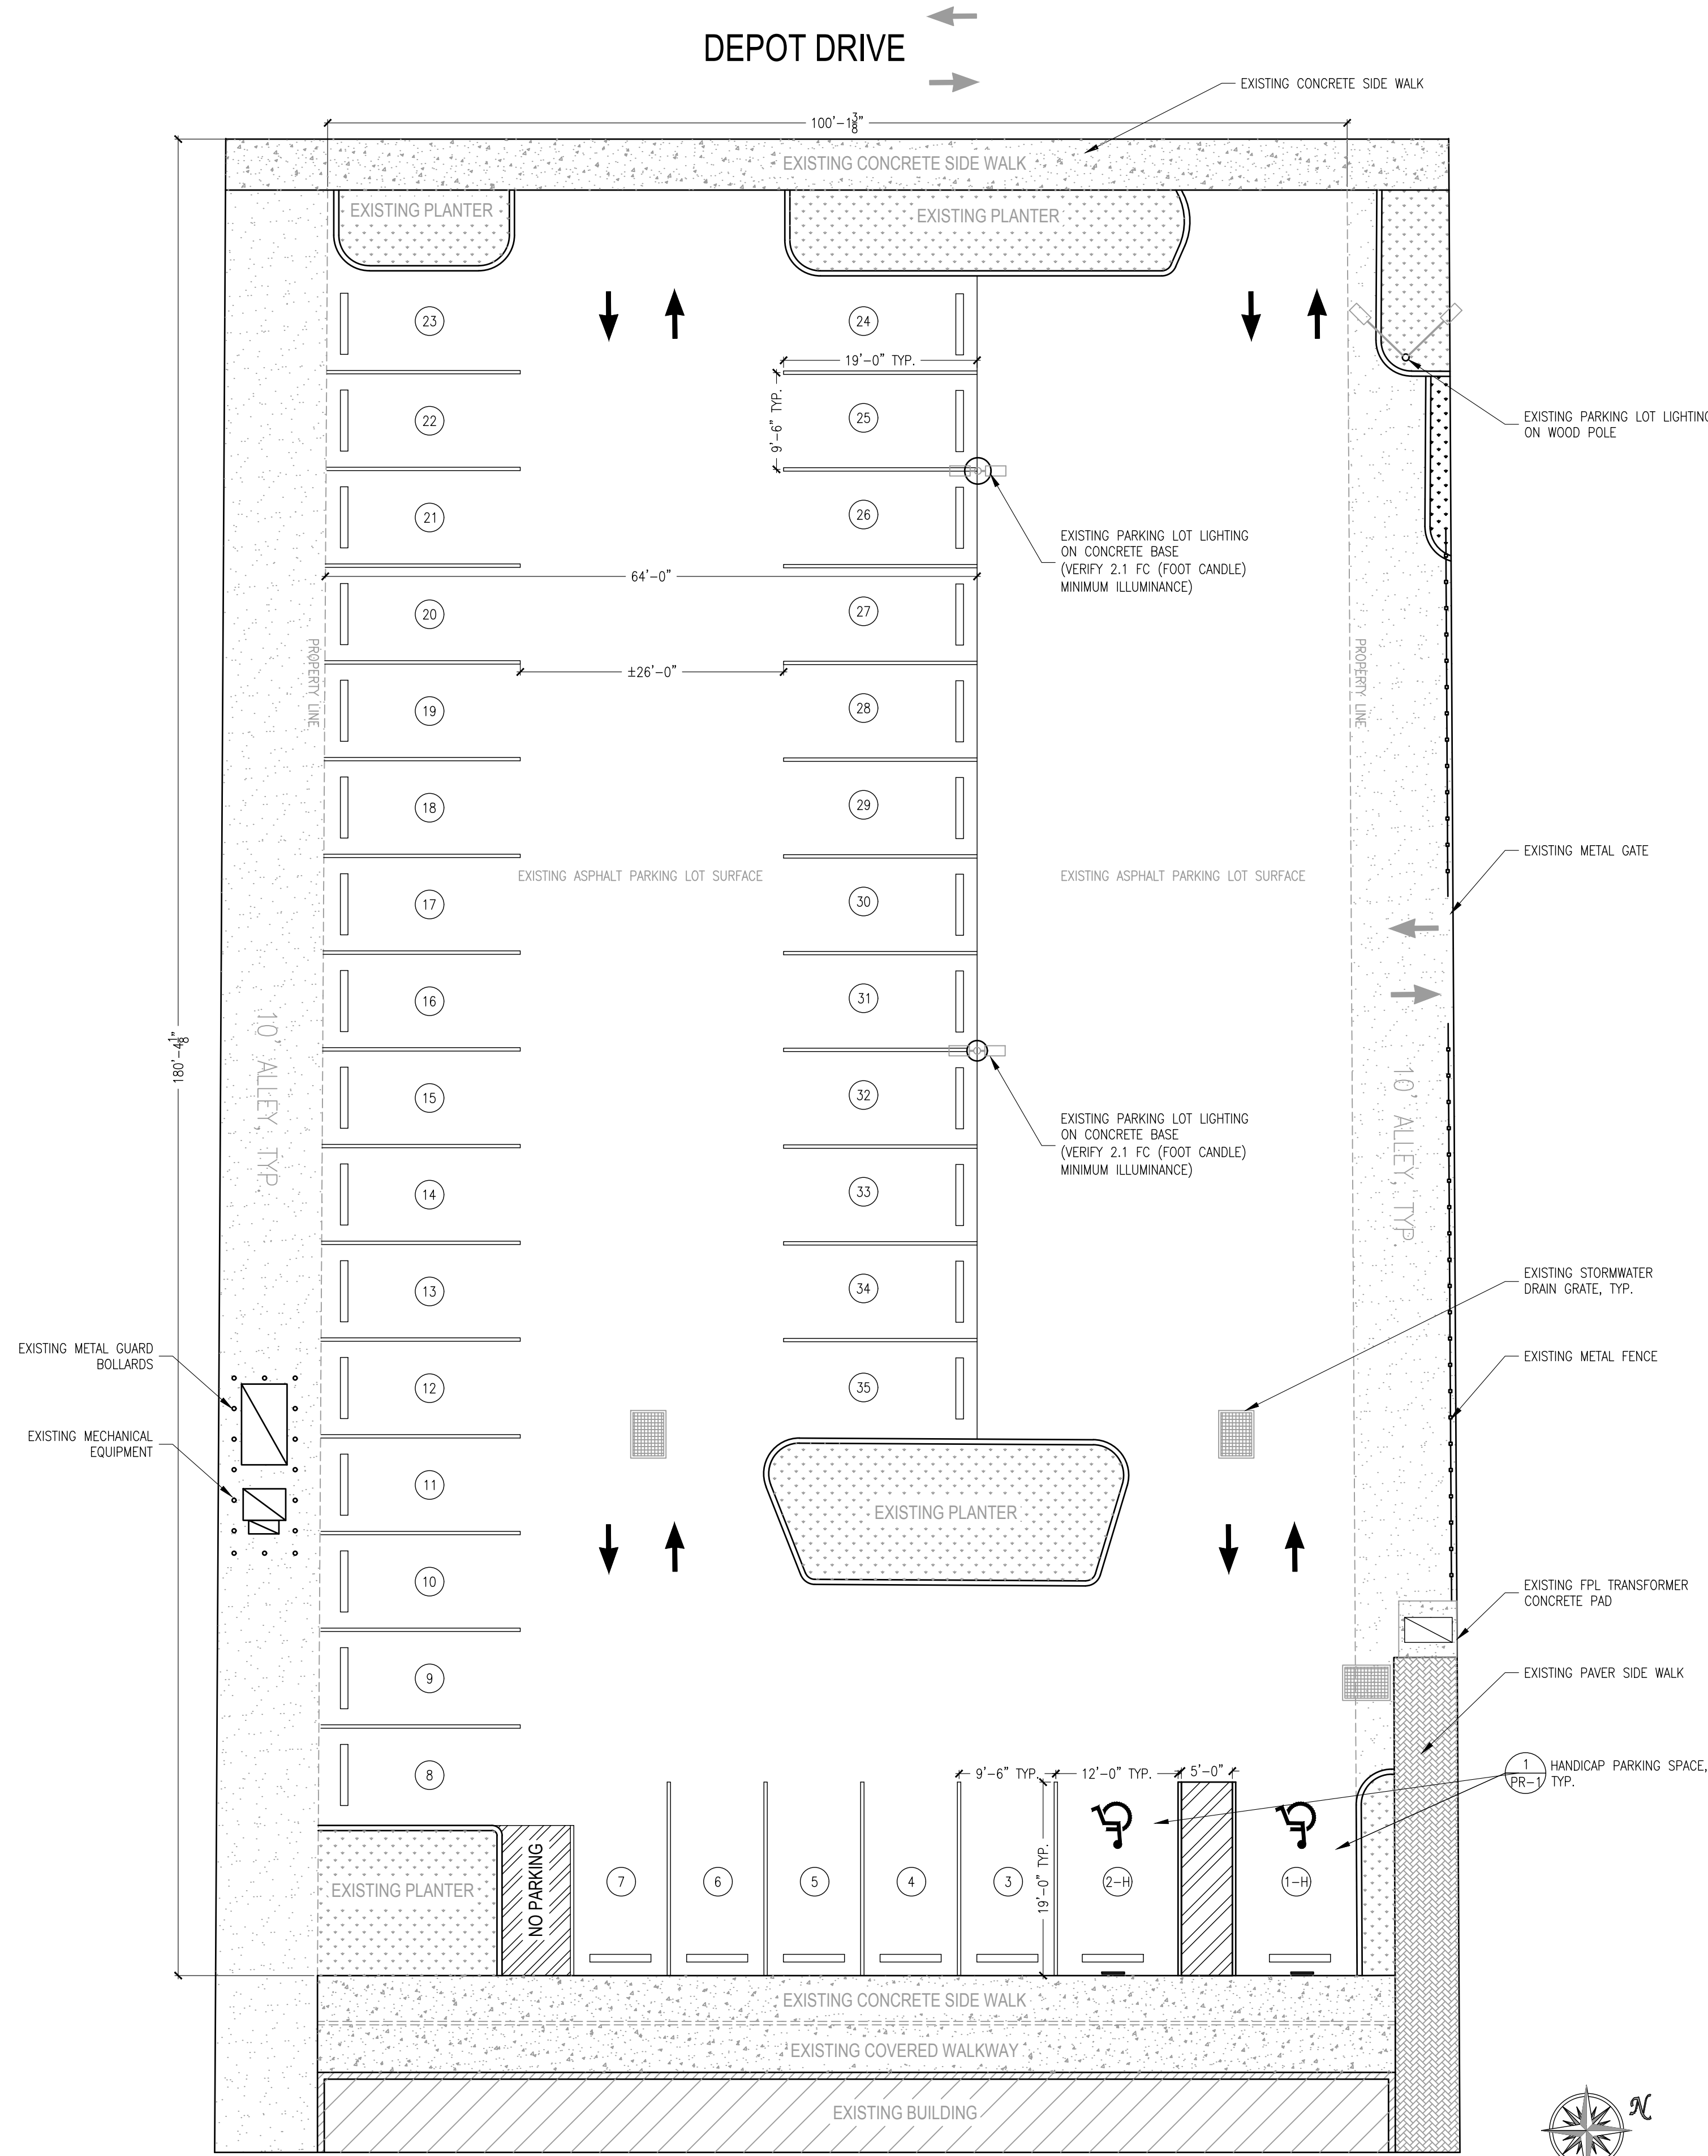 DEPOT DRIVE
EXISTING CONCRETE SIDE WALK
100'-1 3/8"
EXISTING CONCRETE SIDE WALK
EXISTING PLANTER
EXISTING PLANTER
23
24
19'-0" TYP.
9'-6" TYP.
22
25
EXISTING PARKING LOT LIGHTING
ON WOOD POLE
21
26
EXISTING PARKING LOT LIGHTING
ON CONCRETE BASE
(VERIFY 2.1 FC (FOOT CANDLE)
MINIMUM ILLUMINANCE)
64'-0"
20
27
PROPERTY LINE
PROPERTY LINE
±26'-0"
19
28
18
29
EXISTING METAL GATE
EXISTING ASPHALT PARKING LOT SURFACE
EXISTING ASPHALT PARKING LOT SURFACE
17
30
16
31
180'-4 1/8"
10' ALLEY, TYP.
10' ALLEY, TYP.
15
32
EXISTING PARKING LOT LIGHTING
ON CONCRETE BASE
(VERIFY 2.1 FC (FOOT CANDLE)
MINIMUM ILLUMINANCE)
14
33
13
34
EXISTING STORMWATER
DRAIN GRATE, TYP.
EXISTING METAL GUARD
BOLLARDS
EXISTING METAL FENCE
12
35
EXISTING MECHANICAL
EQUIPMENT
11
EXISTING PLANTER
10
EXISTING FPL TRANSFORMER
CONCRETE PAD
9
EXISTING PAVER SIDE WALK
8
9'-6" TYP.
12'-0" TYP.
5'-0"
1
PR-1
HANDICAP PARKING SPACE,
TYP.
EXISTING PLANTER
NO PARKING
7
6
5
4
3
19'-0" TYP.
2-H
1-H
EXISTING CONCRETE SIDE WALK
EXISTING COVERED WALKWAY
EXISTING BUILDING
N